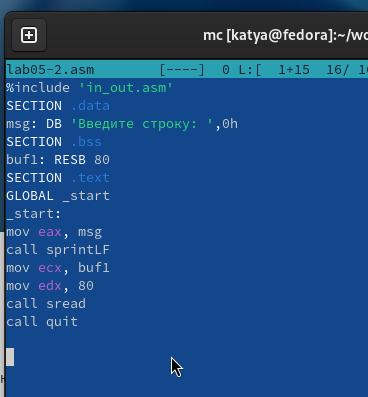 mc [katya@fedora]:~/wo
lab05-2.asm [----] 0 L:[ 1+15 16/ 16
%include 'in_out.asm'
SECTION .data
msg: DB 'Введите строку: ',0h
SECTION .bss
buf1: RESB 80
SECTION .text
GLOBAL _start
_start:
mov eax, msg
call sprintLF
mov ecx, buf1
mov edx, 80
call sread
call quit